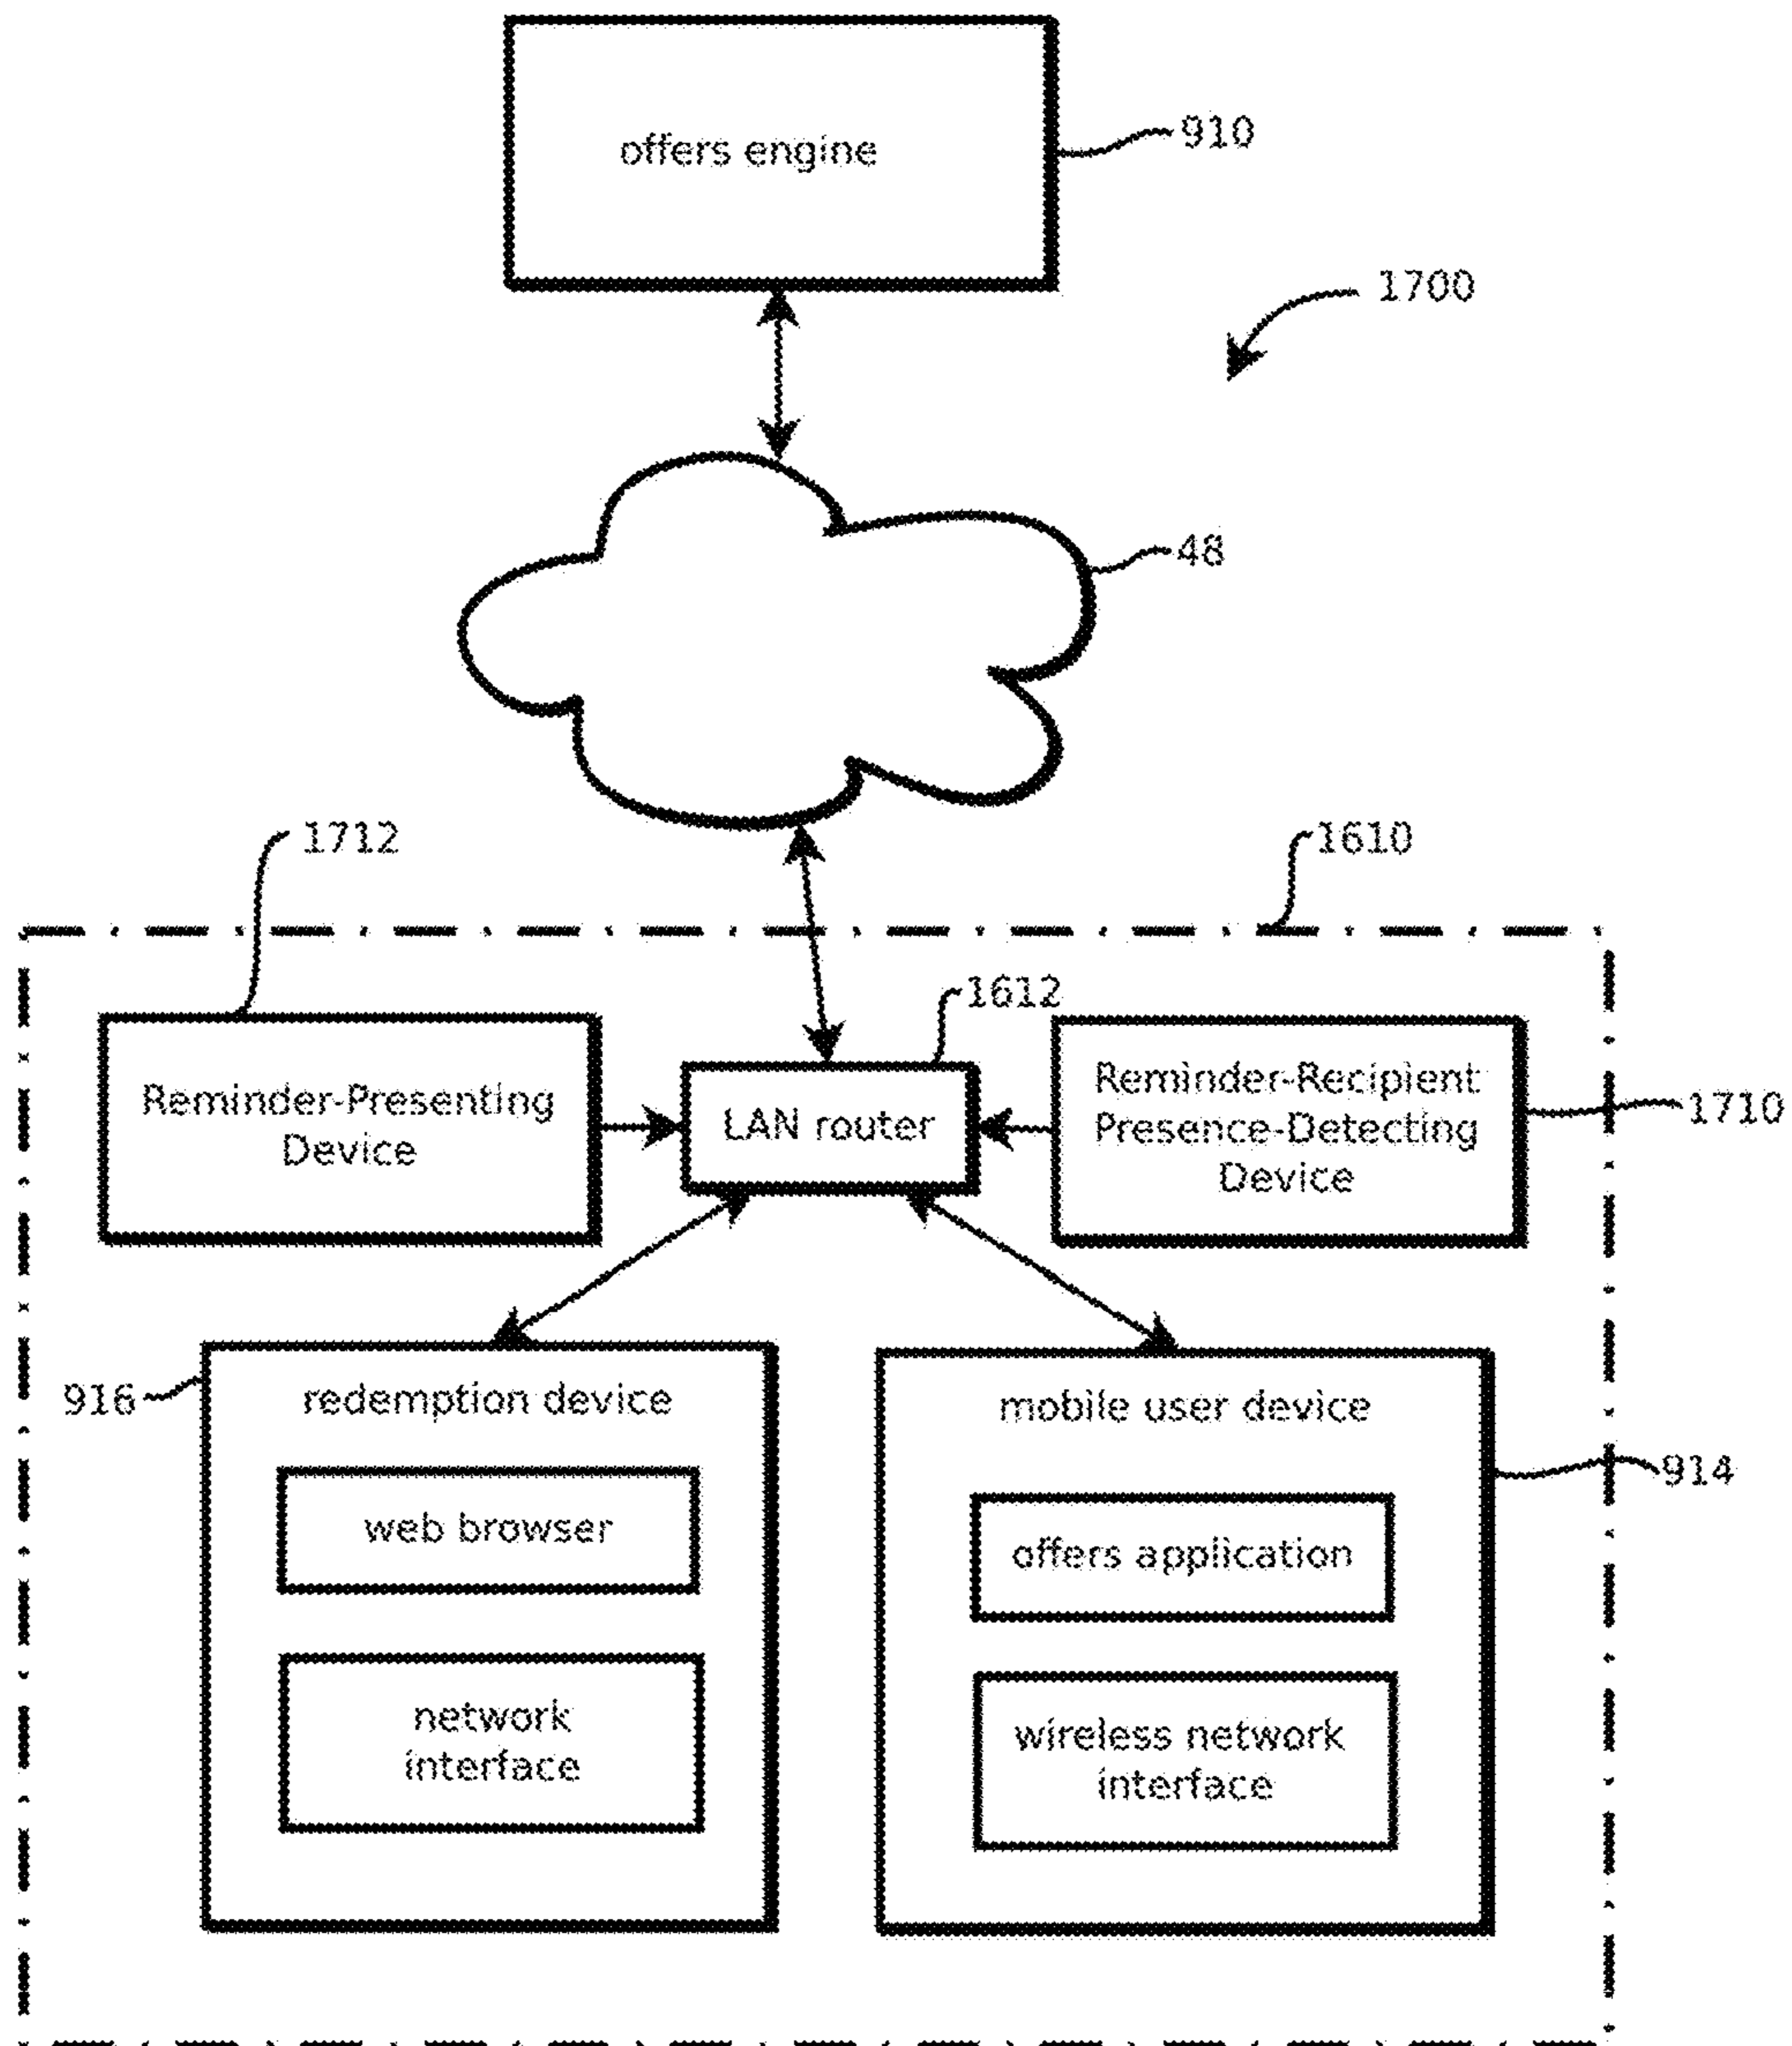 offers engine
910
1700
48
1712
1610
1612
Reminder-Presenting
Device
LAN router
Reminder-Recipient
Presence-Detecting
Device
1710
916
redemption device
web browser
network
interface
mobile user device
914
offers application
wireless network
interface